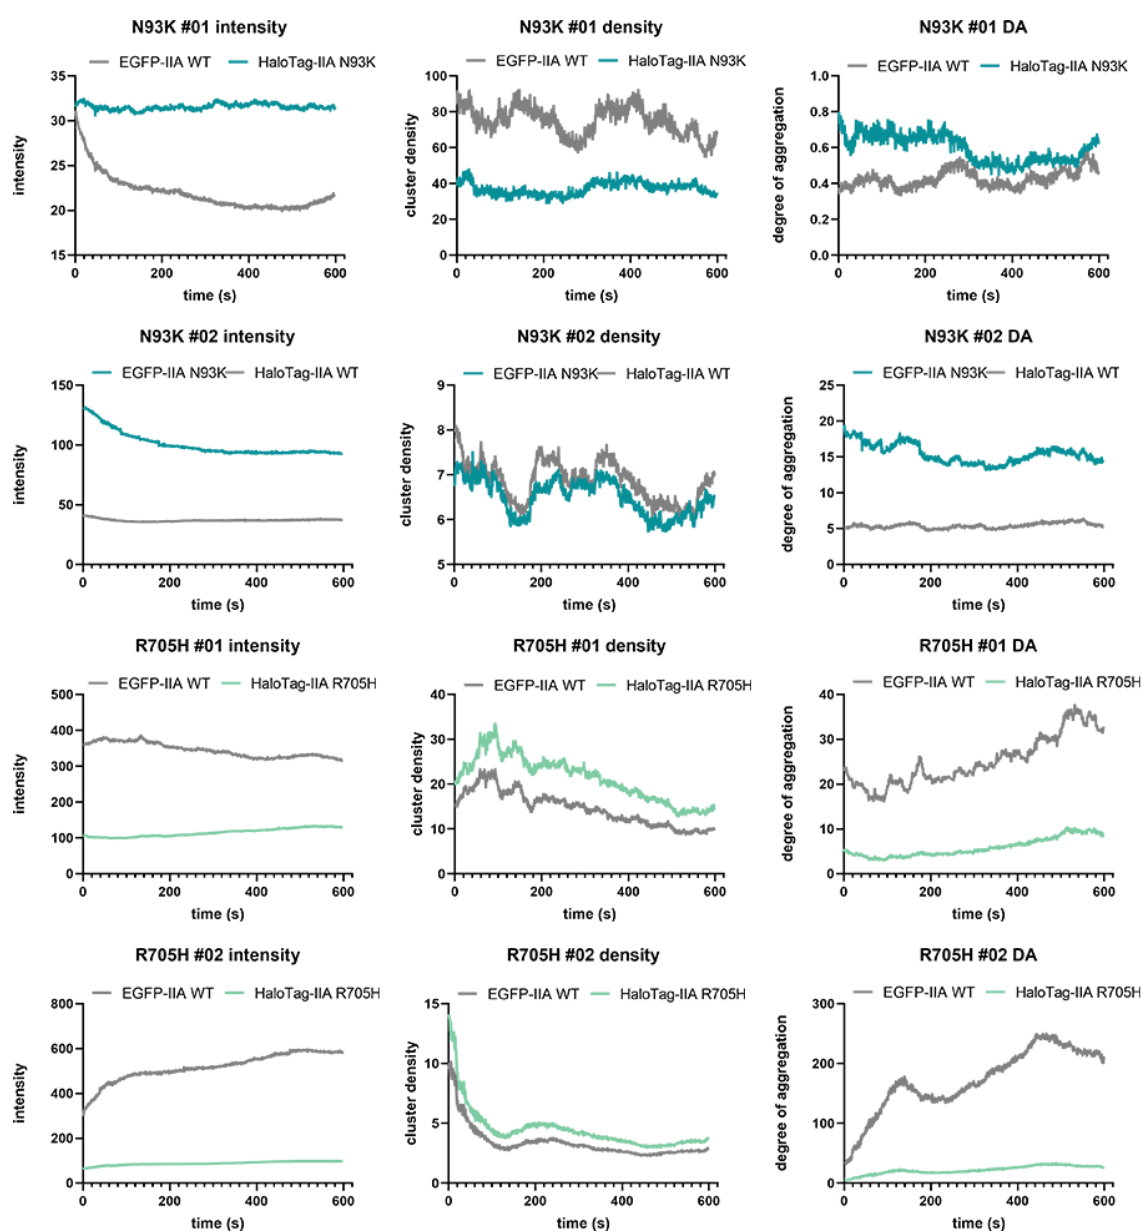 N93K #01 intensity
EGFP-IIA WT HaloTag-IIA N93K
35
30
25
20
15
intensity
0 200 400 600
time (s)
N93K #01 density
EGFP-IIA WT HaloTag-IIA N93K
100
80
60
40
20
0
cluster density
0 200 400 600
time (s)
N93K #01 DA
EGFP-IIA WT HaloTag-IIA N93K
1.0
0.8
0.6
0.4
0.2
0.0
degree of aggregation
0 200 400 600
time (s)
N93K #02 intensity
EGFP-IIA N93K HaloTag-IIA WT
150
100
50
0
intensity
0 200 400 600
time (s)
N93K #02 density
EGFP-IIA N93K HaloTag-IIA WT
9
8
7
6
5
cluster density
0 200 400 600
time (s)
N93K #02 DA
EGFP-IIA N93K HaloTag-IIA WT
25
20
15
10
5
0
degree of aggregation
0 200 400 600
time (s)
R705H #01 intensity
EGFP-IIA WT HaloTag-IIA R705H
500
400
300
200
100
0
intensity
0 200 400 600
time (s)
R705H #01 density
EGFP-IIA WT HaloTag-IIA R705H
40
30
20
10
0
cluster density
0 200 400 600
time (s)
R705H #01 DA
EGFP-IIA WT HaloTag-IIA R705H
40
30
20
10
0
degree of aggregation
0 200 400 600
time (s)
R705H #02 intensity
EGFP-IIA WT HaloTag-IIA R705H
800
600
400
200
0
intensity
0 200 400 600
time (s)
R705H #02 density
EGFP-IIA WT HaloTag-IIA R705H
15
10
5
0
cluster density
0 200 400 600
time (s)
R705H #02 DA
EGFP-IIA WT HaloTag-IIA R705H
300
200
100
0
degree of aggregation
0 200 400 600
time (s)